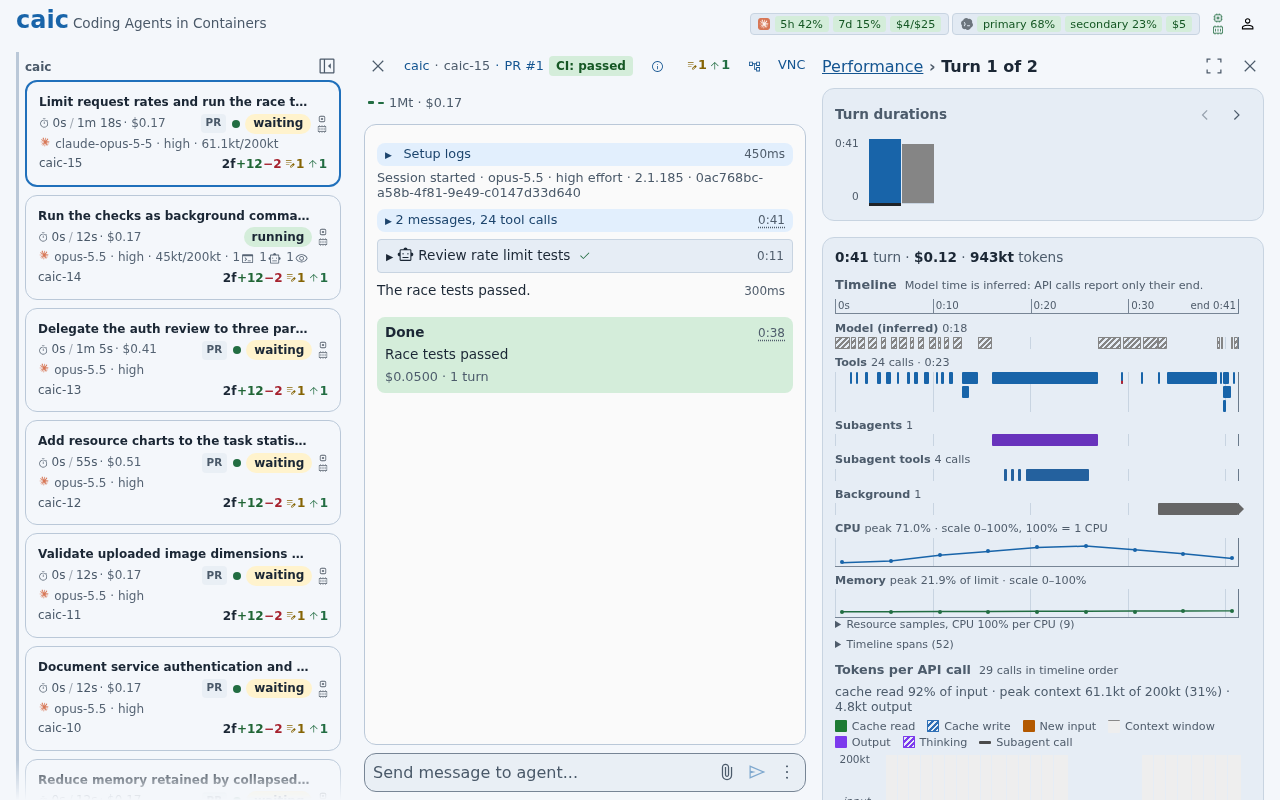 caic Coding Agents in Containers
5h 42% 7d 15% $4/$25 primary 68% secondary 23% $5
caic
Limit request rates and run the race t…
0s / 1m 18s · $0.17 PR waiting
claude-opus-5-5 · high · 61.1kt/200kt
caic-15 2f+12−2 1 ↑1
Run the checks as background comma…
0s / 12s · $0.17 running
opus-5.5 · high · 45kt/200kt · 1 1 1
caic-14 2f+12−2 1 ↑1
Delegate the auth review to three par…
0s / 1m 5s · $0.41 PR waiting
opus-5.5 · high
caic-13 2f+12−2 1 ↑1
Add resource charts to the task statis…
0s / 55s · $0.51 PR waiting
opus-5.5 · high
caic-12 2f+12−2 1 ↑1
Validate uploaded image dimensions …
0s / 12s · $0.17 PR waiting
opus-5.5 · high
caic-11 2f+12−2 1 ↑1
Document service authentication and …
0s / 12s · $0.17 PR waiting
opus-5.5 · high
caic-10 2f+12−2 1 ↑1
Reduce memory retained by collapsed…
caic · caic-15 · PR #1 CI: passed 1 ↑1 VNC
1Mt · $0.17
▸ Setup logs 450ms
Session started · opus-5.5 · high effort · 2.1.185 · 0ac768bc-
a58b-4f81-9e49-c0147d33d640
▸ 2 messages, 24 tool calls 0:41
▸ Review rate limit tests ✓ 0:11
The race tests passed. 300ms
Done 0:38
Race tests passed
$0.0500 · 1 turn
Send message to agent...
Performance › Turn 1 of 2
Turn durations
0:41
0
0:41 turn · $0.12 · 943kt tokens
Timeline Model time is inferred: API calls report only their end.
0s 0:10 0:20 0:30 end 0:41
Model (inferred) 0:18
Tools 24 calls · 0:23
Subagents 1
Subagent tools 4 calls
Background 1
CPU peak 71.0% · scale 0–100%, 100% = 1 CPU
Memory peak 21.9% of limit · scale 0–100%
▸ Resource samples, CPU 100% per CPU (9)
▸ Timeline spans (52)
Tokens per API call 29 calls in timeline order
cache read 92% of input · peak context 61.1kt of 200kt (31%) ·
4.8kt output
Cache read Cache write New input Context window
Output Thinking Subagent call
200kt